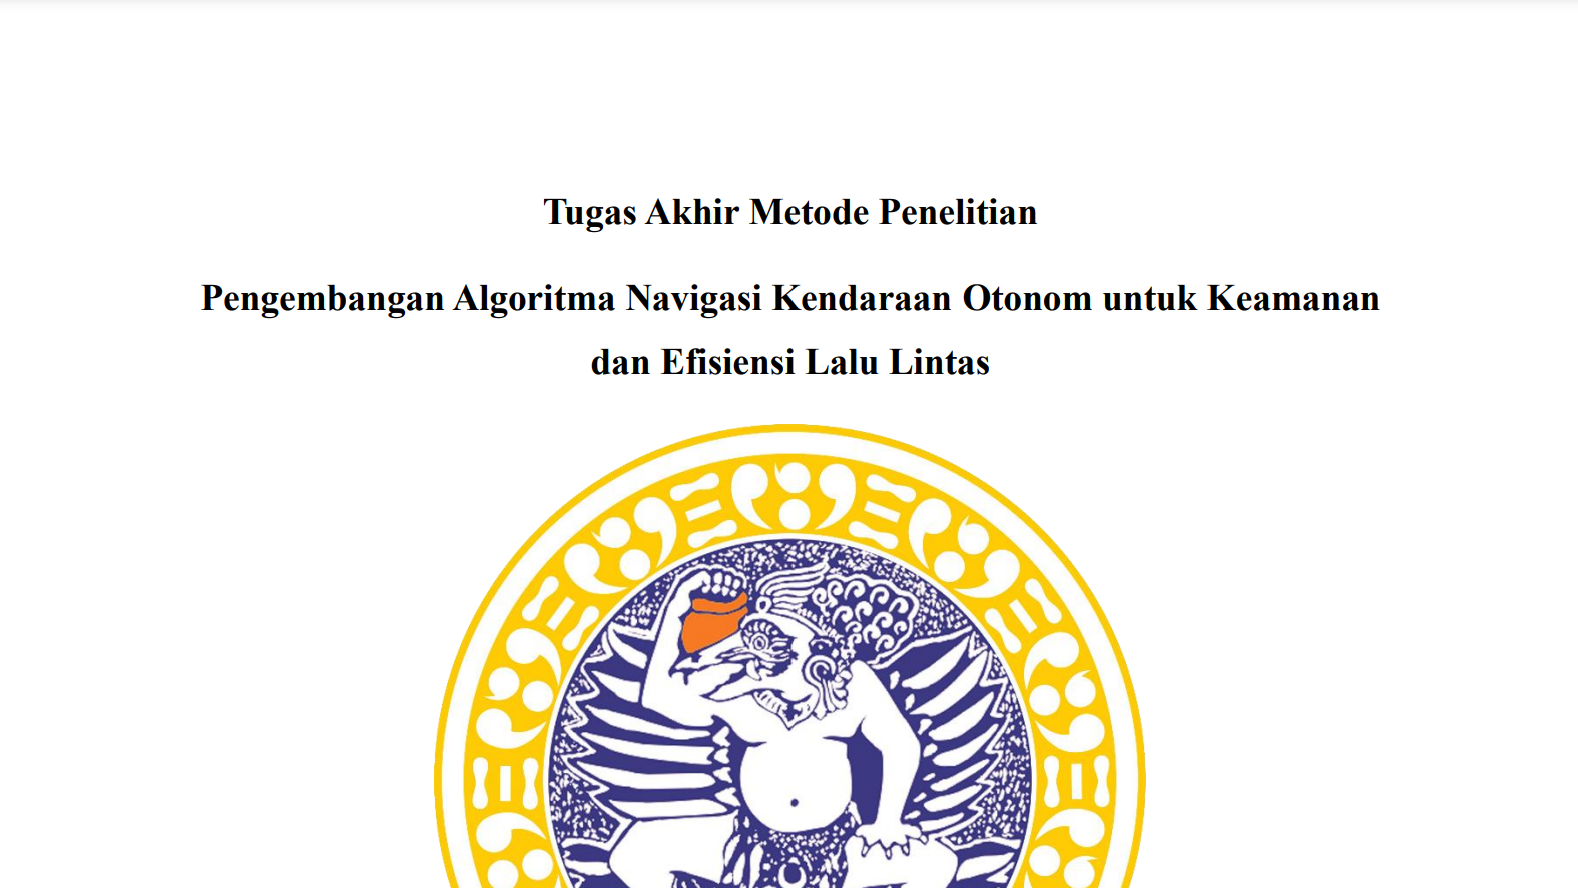 Tugas Akhir Metode Penelitian
Pengembangan Algoritma Navigasi Kendaraan Otonom untuk Keamanan
dan Efisiensi Lalu Lintas